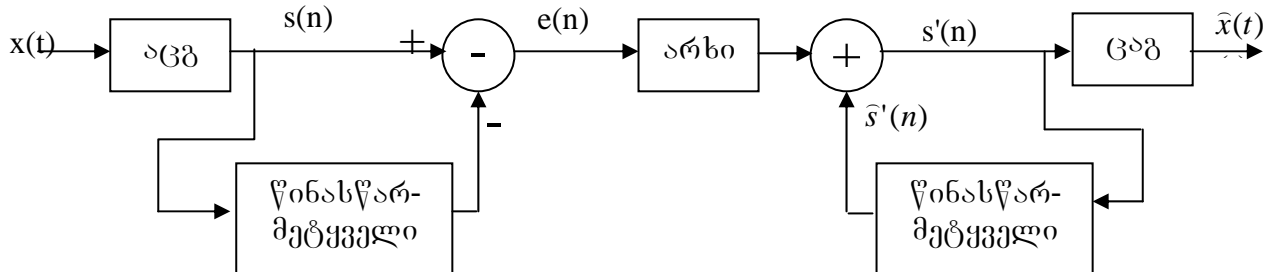 x(t)
აცგ
s(n)
+
-
-
e(n)
არხი
+
s'(n)
ŝ'(n)
ცაგ
x̂(t)
წინასწარ-
მეტყველი
წინასწარ-
მეტყველი